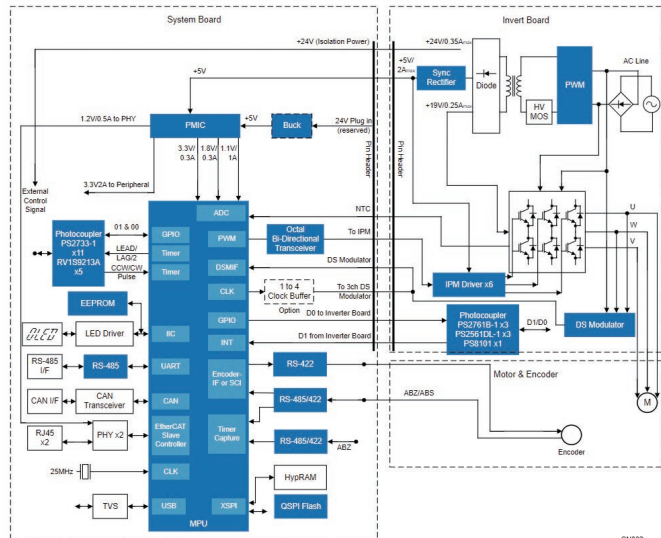 System Board
Invert Board
+24V (Isolation Power)
+24V/0.35Amax
+5V/
2Amax
Sync
Rectifier
Diode
PWM
AC Line
+5V
+19V/0.25Amax
HV
MOS
1.2V/0.5A to PHY
PMIC
+5V
Buck
24V Plug in
(reserved)
3.3V/
0.3A
1.8V/
0.3A
1.1V/
1A
Pin Header
Pin Header
External
Control
Signal
3.3V2A to Peripheral
ADC
NTC
Photocoupler
PS2733-1
x11
RV1S9213A
x5
01 & 00
LEAD/
LAG/2
CCW/CW
Pulse
GPIO
Timer
Timer
PWM
Octal
Bi-Directional
Transceiver
To IPM
DSMIF
DS Modulator
CLK
1 to 4
Clock Buffer
Option
To 3ch DS
Modulator
IPM Driver x6
U
W
V
EEPROM
GPIO
D0 to Inverter Board
Photocoupler
PS2761B-1 x3
PS2561DL-1 x3
PS8101 x1
D1/D0
DS Modulator
OLED
LED Driver
IIC
INT
D1 from Inverter Board
RS-485
I/F
RS-485
UART
Encoder-
IF or SCI
RS-422
Motor & Encoder
CAN I/F
CAN
Transceiver
CAN
RS-485/422
ABZ/ABS
M
RJ45
x2
PHY x2
EtherCAT
Slave
Controller
Timer
Capture
RS-485/422
ABZ
Encoder
25MHz
CLK
HypRAM
TVS
USB
XSPI
QSPI Flash
MPU